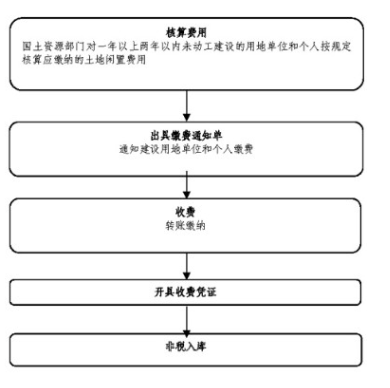 核算费用
国土资源部门对一年以上两年以内未动工建设的用地单位和个人按规定
核算应缴纳的土地闲置费用
出具缴费通知单
通知建设用地单位和个人缴费
收费
转账缴纳
开具收费凭证
非税入库